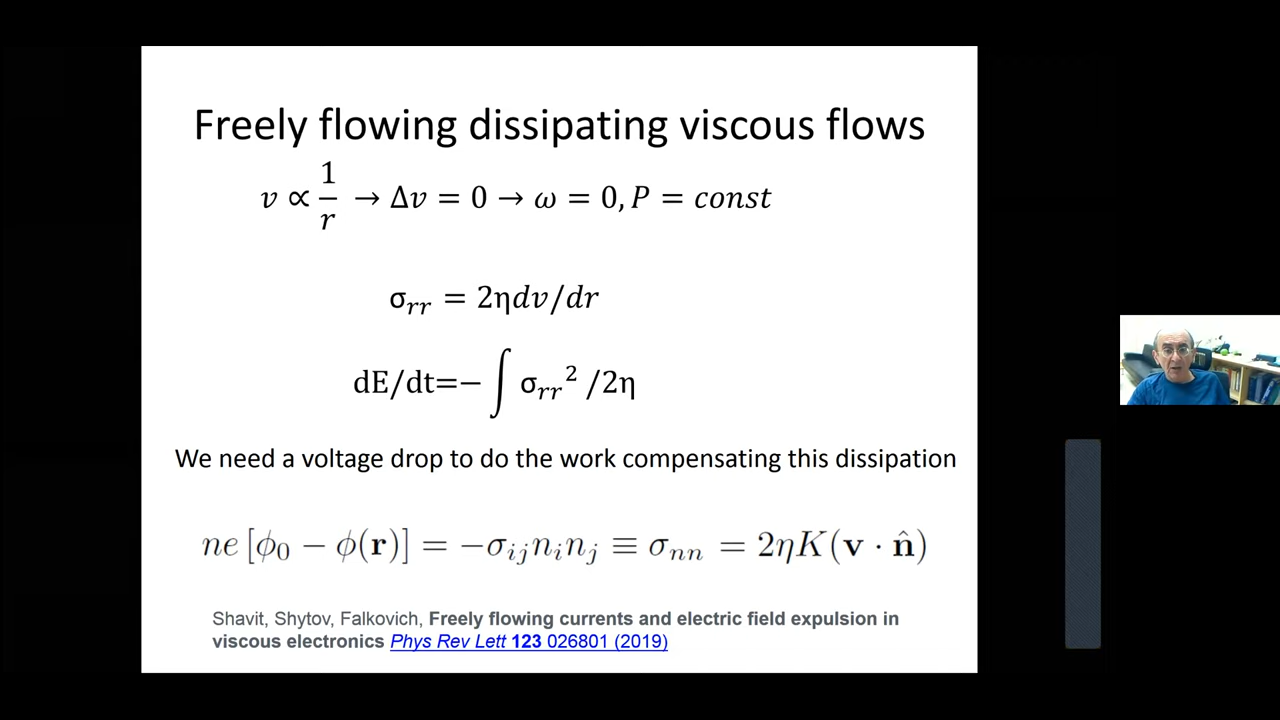 Freely flowing dissipating viscous flows
v ∝ 1/r → Δv = 0 → ω = 0, P = const
σ_rr = 2ηdv/dr
dE/dt=−∫ σ_rr² /2η
We need a voltage drop to do the work compensating this dissipation
ne [ϕ₀ − ϕ(r)] = −σ_ij n_i n_j ≡ σ_nn = 2ηK(v · n̂)
Shavit, Shytov, Falkovich, Freely flowing currents and electric field expulsion in
viscous electronics Phys Rev Lett 123 026801 (2019)